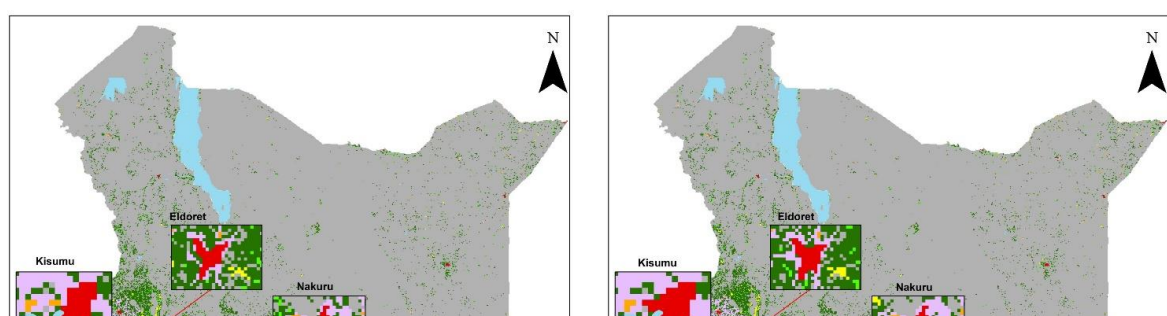 N
Eldoret
Kisumu
Nakuru
N
Eldoret
Kisumu
Nakuru